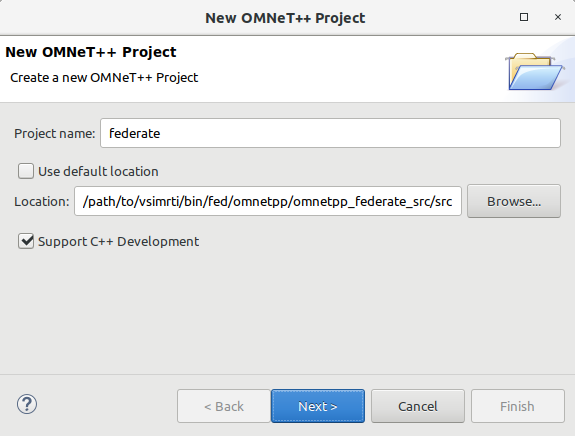 New OMNeT++ Project
New OMNeT++ Project
Create a new OMNeT++ Project
Project name: federate
Use default location
Location: /path/to/vsimrti/bin/fed/omnetpp/omnetpp_federate_src/src Browse...
Support C++ Development
? < Back Next > Cancel Finish